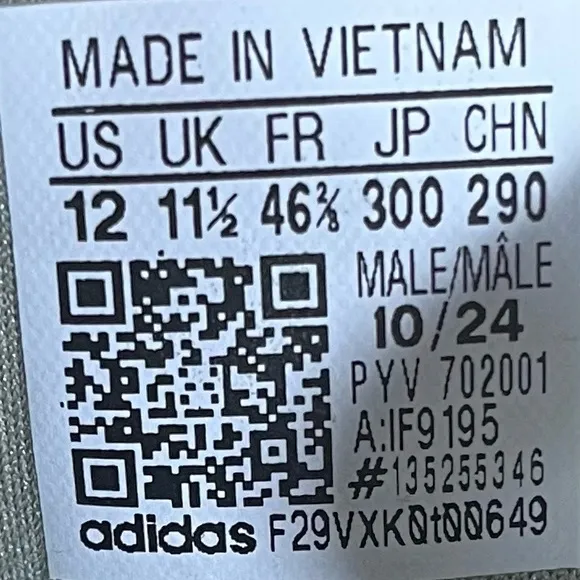 MADE IN VIETNAM
US UK FR JP CHN
12 11½ 46⅔ 300 290
MALE/MÂLE
10/24
PYV 702001
A:IF9195
#135255346
adidas F29VXK0t00649